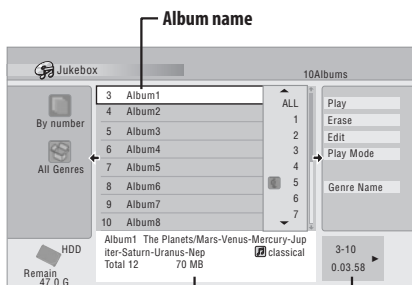 Album name
Jukebox
10Albums
By number
All Genres
3 Album1
4 Album2
5 Album3
6 Album4
7 Album5
8 Album6
9 Album7
10 Album8
ALL
1
2
3
4
5
6
7
Play
Erase
Edit
Play Mode
Genre Name
HDD
Remain
47.0 G
Album1 The Planets/Mars-Venus-Mercury-Jup
iter-Saturn-Uranus-Nep classical
Total 12 70 MB
3-10
0.03.58